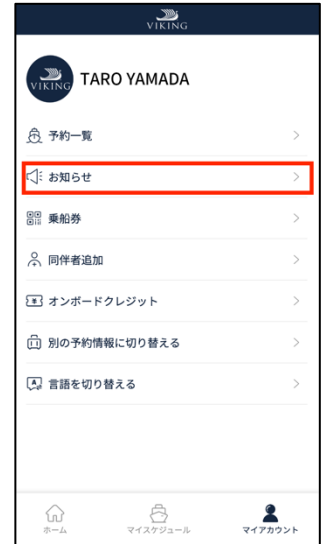 VIKING
VIKING
TARO YAMADA
予約一覧
お知らせ
乗船券
同伴者追加
オンボードクレジット
別の予約情報に切り替える
言語を切り替える
ホーム
マイスケジュール
マイアカウント